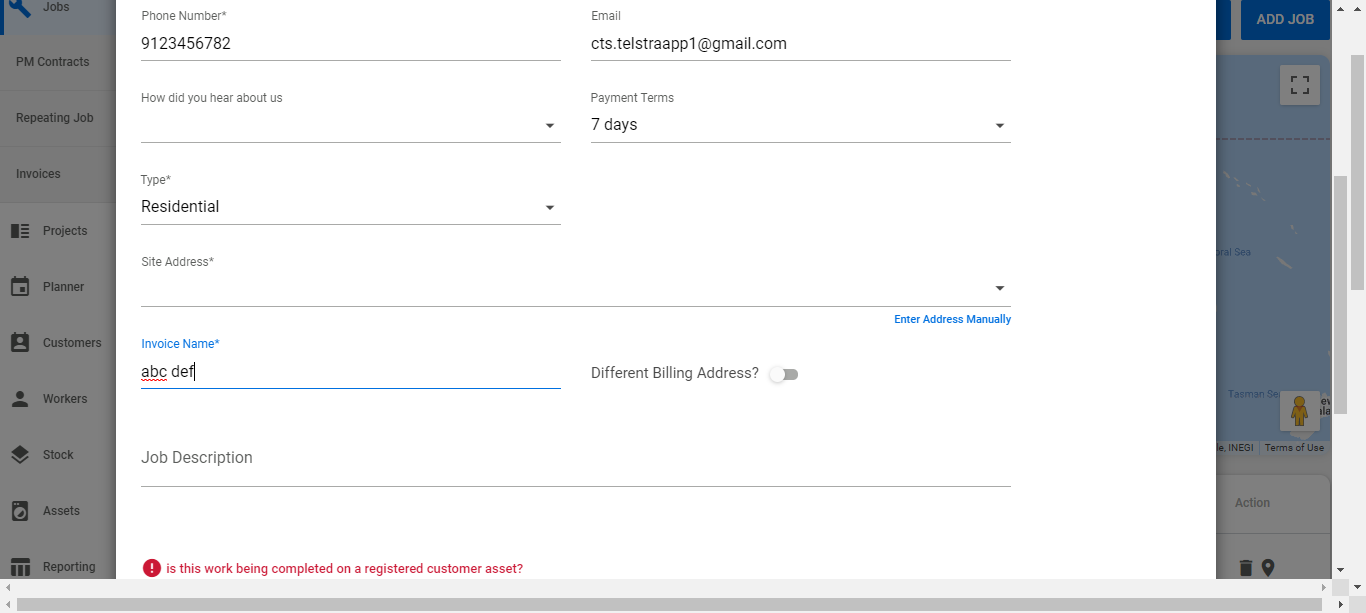 Jobs
PM Contracts
Repeating Job
Invoices
Projects
Planner
Customers
Workers
Stock
Assets
Reporting
Phone Number*
9123456782
Email
cts.telstraapp1@gmail.com
How did you hear about us
Payment Terms
7 days
Type*
Residential
Site Address*
Enter Address Manually
Invoice Name*
abc def
Different Billing Address?
Job Description
! is this work being completed on a registered customer asset?
ADD JOB
oral Sea
Tasman Se
ew
ala
le, INEGI
Terms of Use
Action